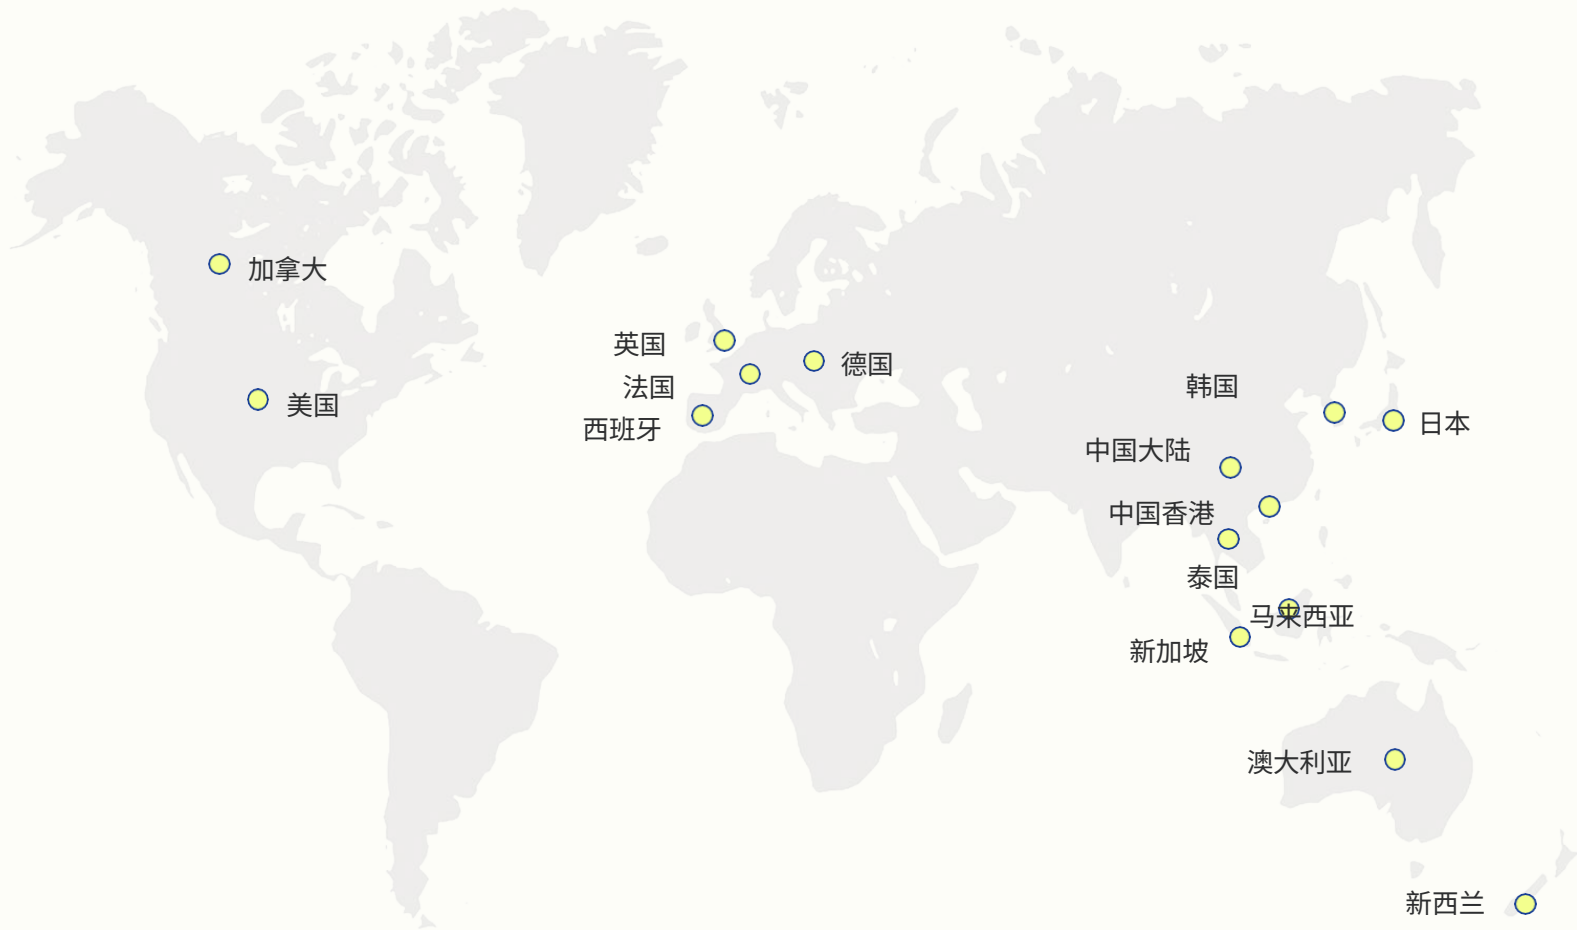 加拿大
英国
德国
法国
韩国
美国
日本
西班牙
中国大陆
中国香港
泰国
马来西亚
新加坡
澳大利亚
新西兰